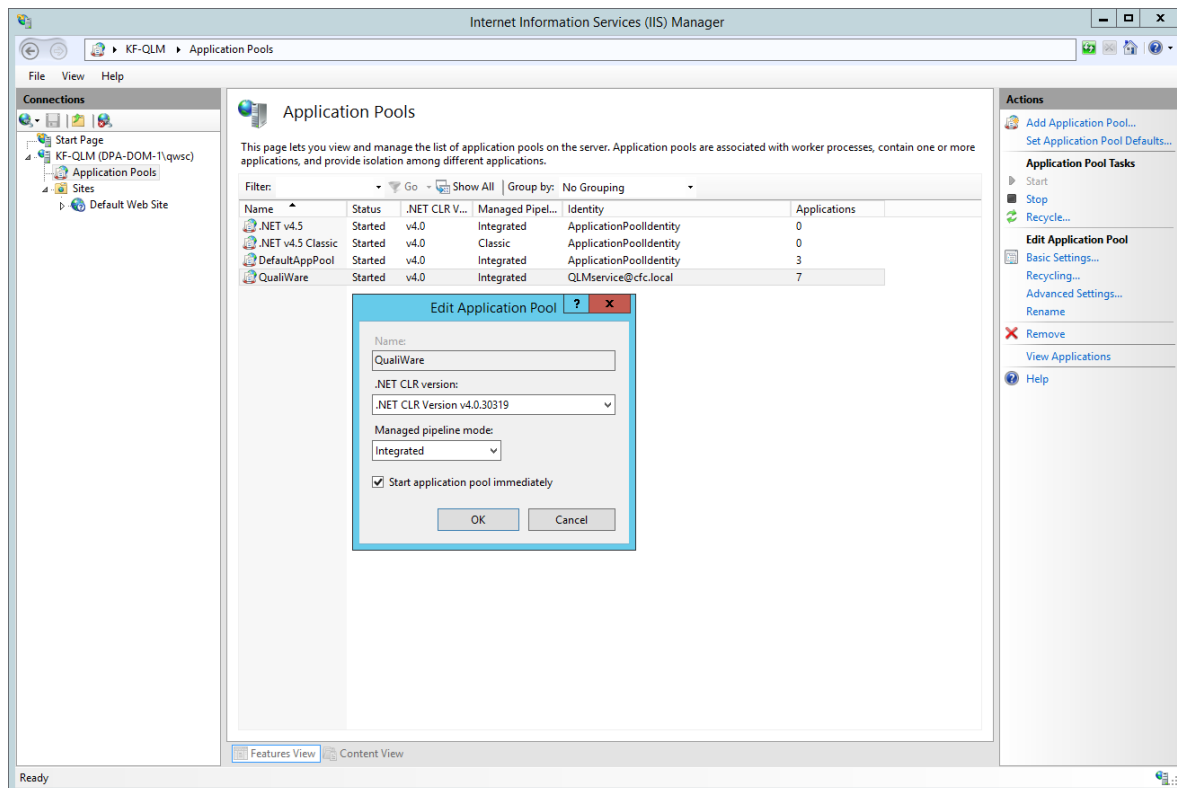 Internet Information Services (IIS) Manager
KF-QLM Application Pools
File View Help
Connections
Start Page
KF-QLM (DPA-DOM-1\qwsc)
Application Pools
Sites
Default Web Site
Application Pools
This page lets you view and manage the list of application pools on the server. Application pools are associated with worker processes, contain one or more
applications, and provide isolation among different applications.
Filter: Go Show All Group by: No Grouping
Name Status .NET CLR V... Managed Pipel... Identity Applications
.NET v4.5 Started v4.0 Integrated ApplicationPoolIdentity 0
.NET v4.5 Classic Started v4.0 Classic ApplicationPoolIdentity 0
DefaultAppPool Started v4.0 Integrated ApplicationPoolIdentity 3
QualiWare Started v4.0 Integrated QLMservice@cfc.local 7
Edit Application Pool ? x
Name:
QualiWare
.NET CLR version:
.NET CLR Version v4.0.30319
Managed pipeline mode:
Integrated
Start application pool immediately
OK Cancel
Features View Content View
Actions
Add Application Pool...
Set Application Pool Defaults...
Application Pool Tasks
Start
Stop
Recycle...
Edit Application Pool
Basic Settings...
Recycling...
Advanced Settings...
Rename
Remove
View Applications
Help
Ready